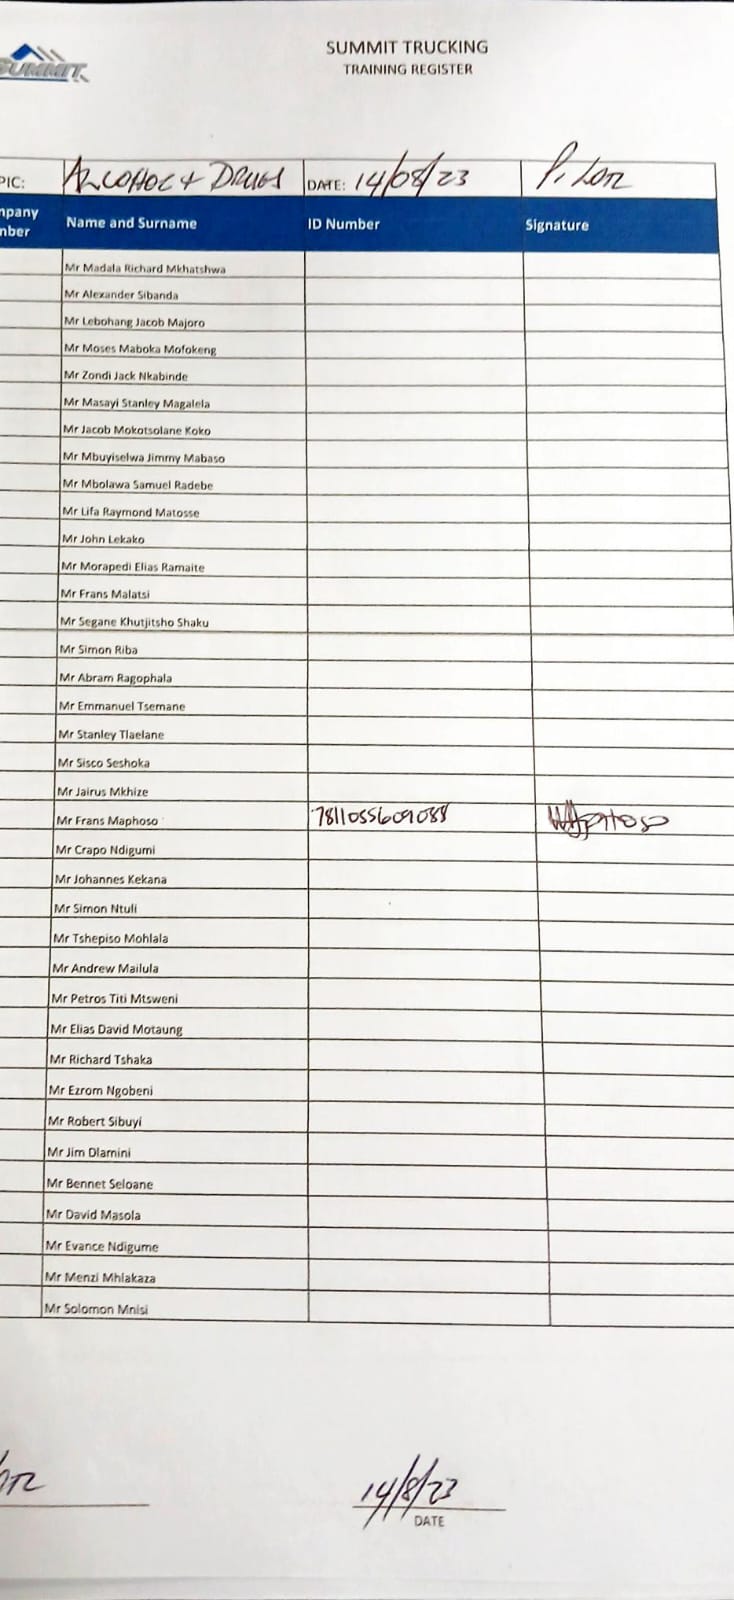 SUMMIT
SUMMIT TRUCKING
TRAINING REGISTER
PIC: ALCOHOL & DRUGS DATE: 14/08/23
mpany
nber Name and Surname ID Number Signature
Mr Madala Richard Mkhatshwa
Mr Alexander Sibanda
Mr Lebohang Jacob Majoro
Mr Moses Maboka Mofokeng
Mr Zondi Jack Nkabinde
Mr Masayi Stanley Magalela
Mr Jacob Mokotsolane Koko
Mr Mbuyiselwa Jimmy Mabaso
Mr Mbolawa Samuel Radebe
Mr Lifa Raymond Matosse
Mr John Lekako
Mr Morapedi Elias Ramaite
Mr Frans Malatsi
Mr Segane Khutjitsho Shaku
Mr Simon Riba
Mr Abram Ragophala
Mr Emmanuel Tsemane
Mr Stanley Tlaelane
Mr Sisco Seshoka
Mr Jairus Mkhize
Mr Frans Maphoso 7811055609088
Mr Crapo Ndigumi
Mr Johannes Kekana
Mr Simon Ntuli
Mr Tshepiso Mohlala
Mr Andrew Mailula
Mr Petros Titi Mtsweni
Mr Elias David Motaung
Mr Richard Tshaka
Mr Ezrom Ngobeni
Mr Robert Sibuyi
Mr Jim Dlamini
Mr Bennet Seloane
Mr David Masola
Mr Evance Ndigume
Mr Menzi Mhlakaza
Mr Solomon Mnisi
14/8/23
DATE